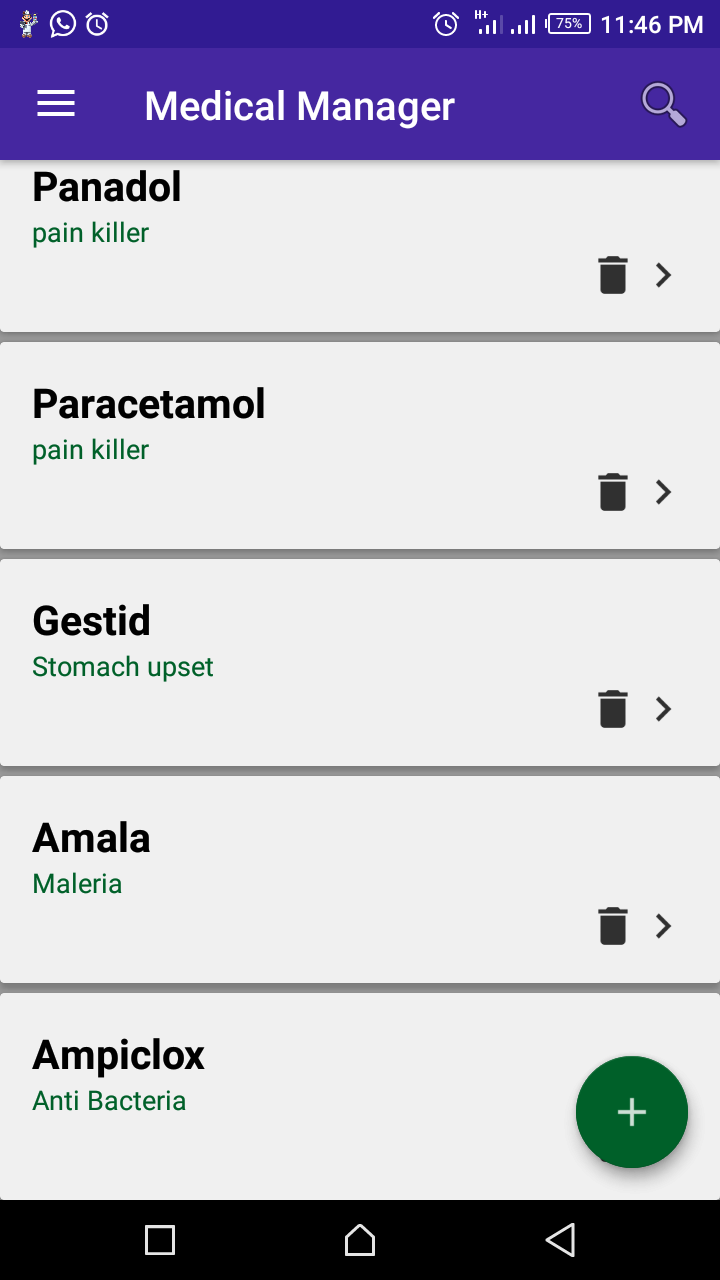 H+
75%
11:46 PM
Medical Manager
Panadol
pain killer
Paracetamol
pain killer
Gestid
Stomach upset
Amala
Maleria
Ampiclox
Anti Bacteria